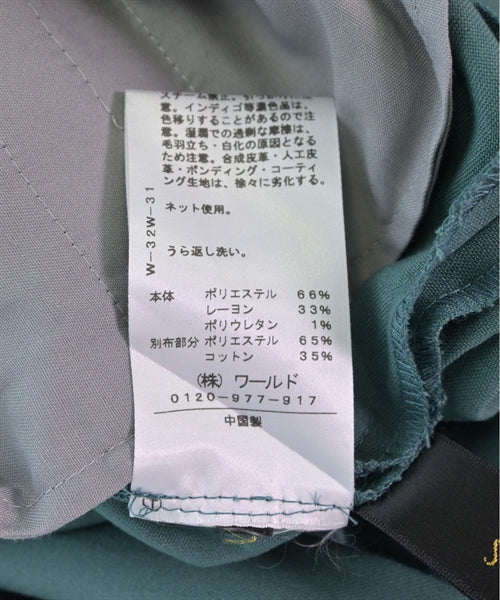 スチーム禁止。引っ掛けに注
意。インディゴ等濃色品は、
色移りすることがあるので注
意。湿潤での過剰な摩擦は、
毛羽立ち・白化の原因となる
ため注意。合成皮革・人工皮
革・ボンディング・コーティ
ング生地は、徐々に劣化する。
ネット使用。
うら返し洗い。
W-32W-31
本体 ポリエステル 66%
レーヨン 33%
ポリウレタン 1%
別布部分 ポリエステル 65%
コットン 35%
(株) ワールド
0120-977-917
中国製